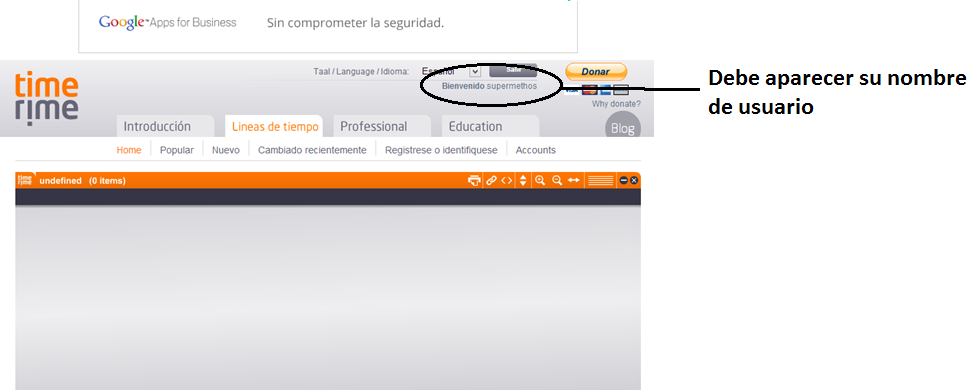 Google™ Apps for Business
Sin comprometer la seguridad.
time
rime
Taal / Language / Idioma: Español Salir
Bienvenido supermethos
Donar
VISA
Why donate?
Blog
Debe aparecer su nombre
de usuario
Introducción Lineas de tiempo Professional Education
Home Popular Nuevo Cambiado recientemente Registrese o identifiquese Accounts
time
rime
undefined (0 items)